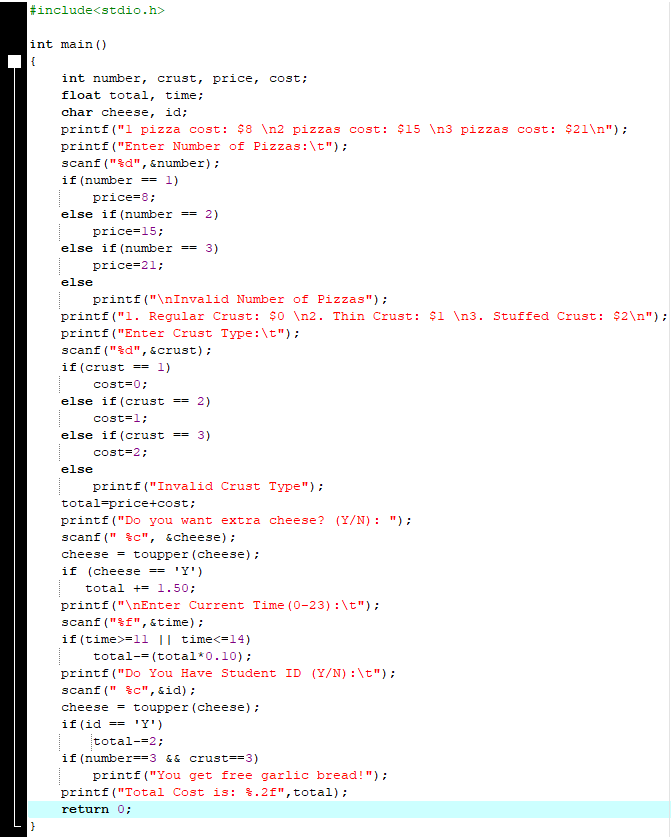 #include<stdio.h>
int main()
{
int number, crust, price, cost;
float total, time;
char cheese, id;
printf("1 pizza cost: $8 \n2 pizzas cost: $15 \n3 pizzas cost: $21\n");
printf("Enter Number of Pizzas:\t");
scanf("%d",&number);
if(number == 1)
price=8;
else if(number == 2)
price=15;
else if(number == 3)
price=21;
else
printf("\nInvalid Number of Pizzas");
printf("1. Regular Crust: $0 \n2. Thin Crust: $1 \n3. Stuffed Crust: $2\n");
printf("Enter Crust Type:\t");
scanf("%d",&crust);
if(crust == 1)
cost=0;
else if(crust == 2)
cost=1;
else if(crust == 3)
cost=2;
else
printf("Invalid Crust Type");
total=price+cost;
printf("Do you want extra cheese? (Y/N): ");
scanf(" %c", &cheese);
cheese = toupper(cheese);
if (cheese == 'Y')
total += 1.50;
printf("\nEnter Current Time(0-23):\t");
scanf("%f",&time);
if(time>=11 || time<=14)
total-=(total*0.10);
printf("Do You Have Student ID (Y/N):\t");
scanf(" %c",&id);
cheese = toupper(cheese);
if(id == 'Y')
total-=2;
if(number==3 && crust==3)
printf("You get free garlic bread!");
printf("Total Cost is: %.2f",total);
return 0;
}